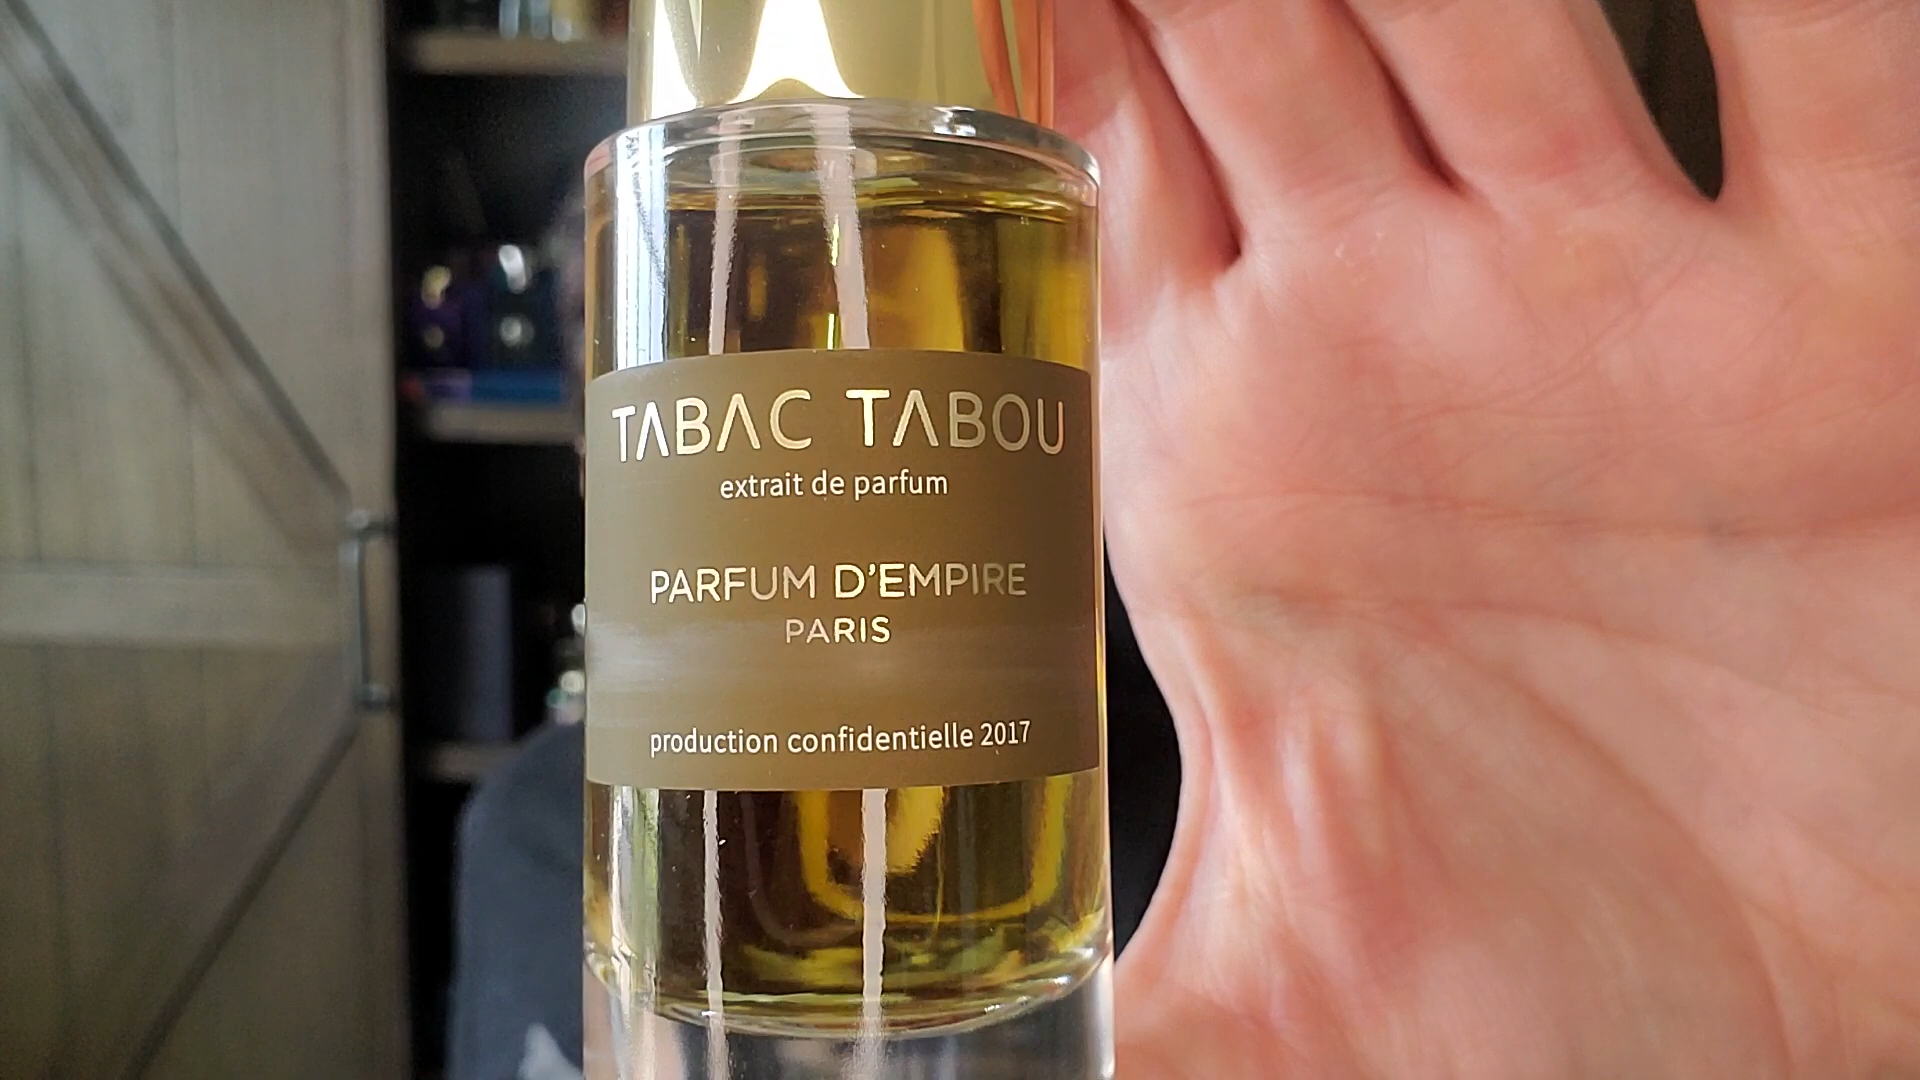 TABAC TABOU
extrait de parfum
PARFUM D'EMPIRE
PARIS
production confidentielle 2017